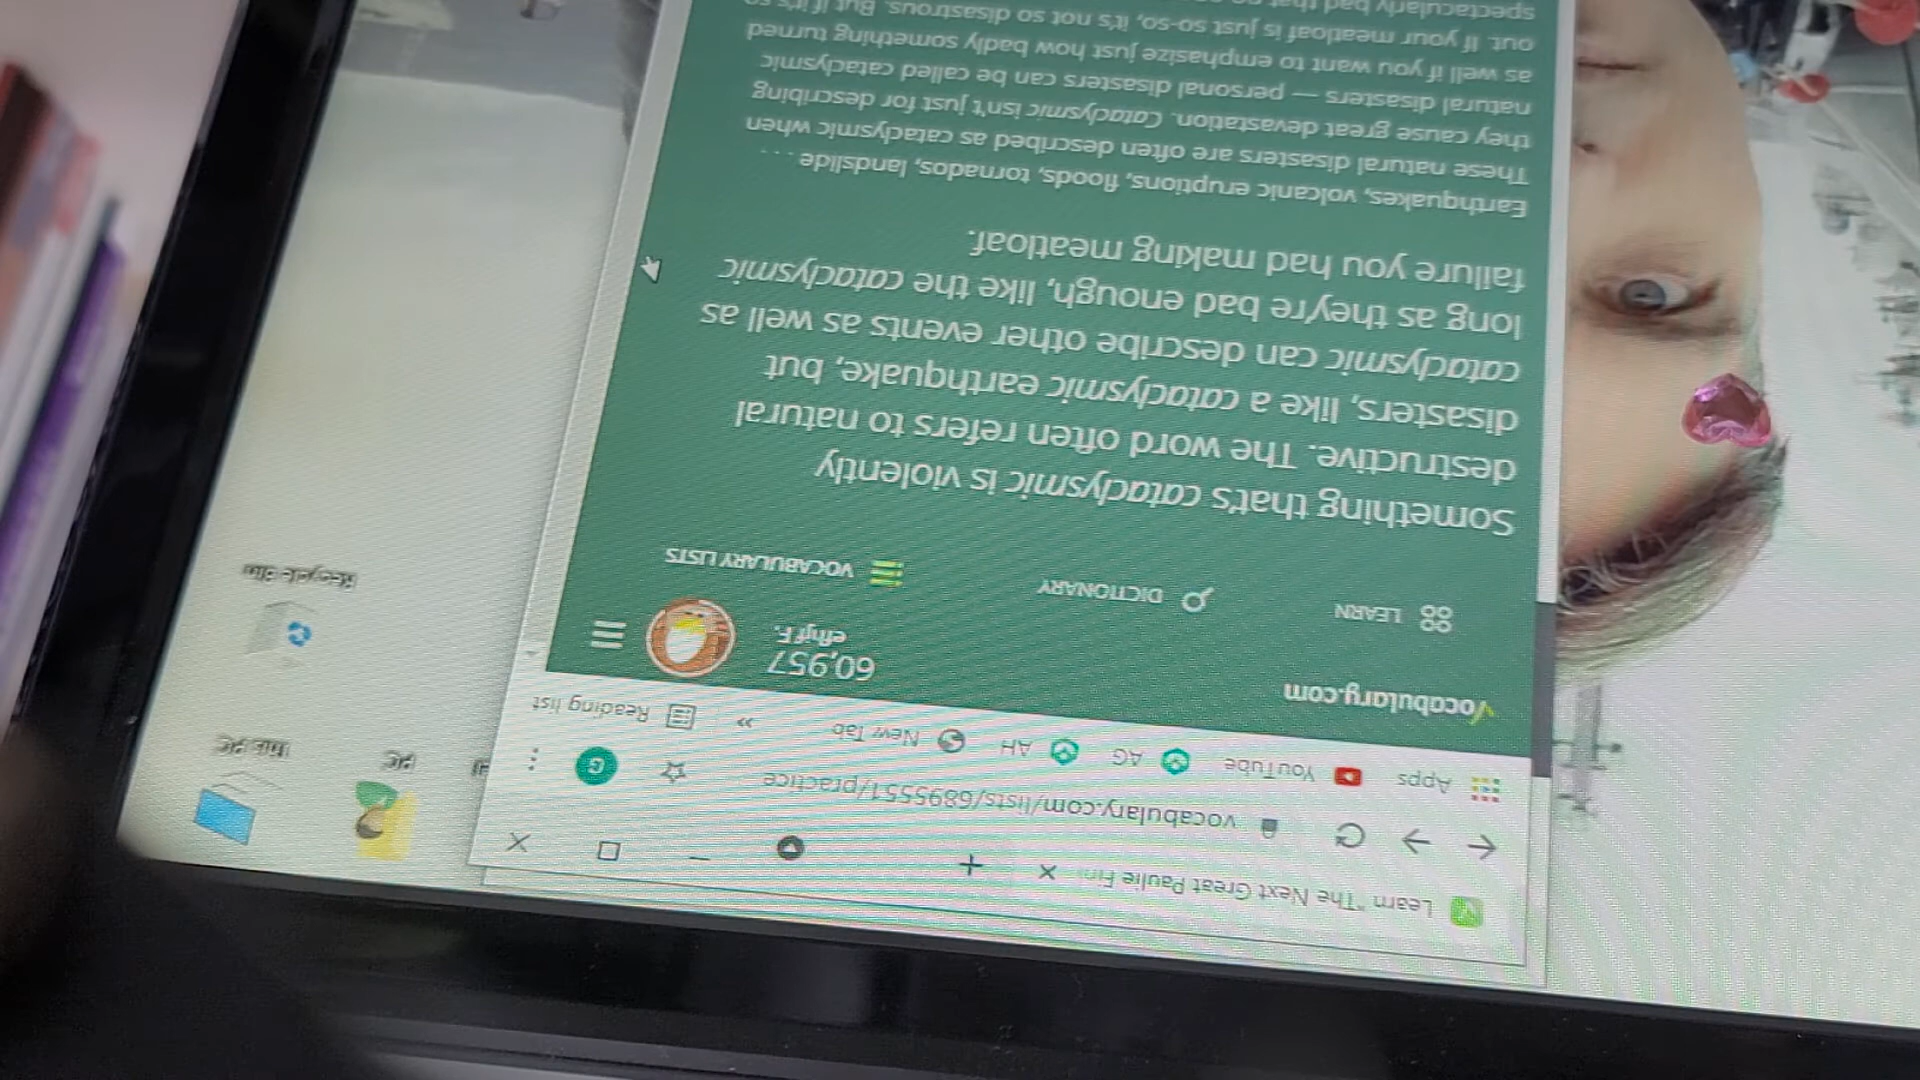 Learn "The Next Great Paulie Fin
vocabulary.com/lists/6895551/practice
Apps YouTube AG AH New Tab » Reading list
Vocabulary.com
60,957
LEARN DICTIONARY VOCABULARY LISTS
Something that's cataclysmic is violently
destructive. The word often refers to natural
disasters, like a cataclysmic earthquake, but
cataclysmic can describe other events as well as
long as they're bad enough, like the cataclysmic
failure you had making meatloaf.
Earthquakes, volcanic eruptions, floods, tornados, landslide . . .
These natural disasters are often described as cataclysmic when
they cause great devastation. Cataclysmic isn't just for describing
natural disasters — personal disasters can be called cataclysmic
as well if you want to emphasize just how badly something turned
out. If your meatloaf is just so-so, it's not so disastrous. But if it's so
spectacularly bad that
This PC
PC
Recycle Bin
G